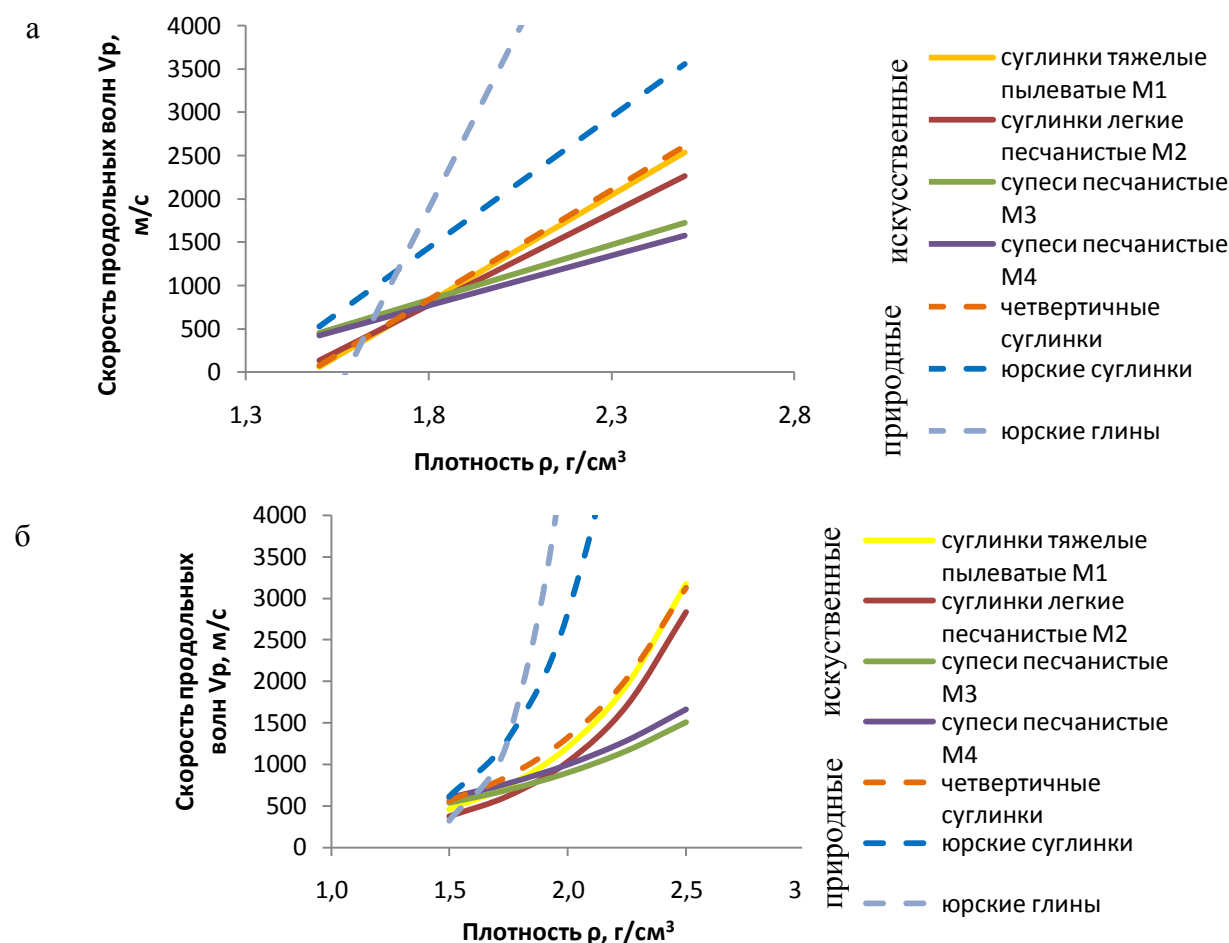 а
Скорость продольных волн Vp,
м/с
4000
3500
3000
2500
2000
1500
1000
500
0
1,3
1,8
2,3
2,8
Плотность ρ, г/см³
искусственные
природные
суглинки тяжелые
пылеватые М1
суглинки легкие
песчанистые М2
супеси песчанистые
М3
супеси песчанистые
М4
четвертичные
суглинки
юрские суглинки
юрские глины
б
Скорость продольных
волн Vp, м/с
4000
3500
3000
2500
2000
1500
1000
500
0
1,0
1,5
2,0
2,5
3
Плотность ρ, г/см³
искуственные
природные
суглинки тяжелые
пылеватые М1
суглинки легкие
песчанистые М2
супеси песчанистые
М3
супеси песчанистые
М4
четвертичные
суглинки
юрские суглинки
юрские глины